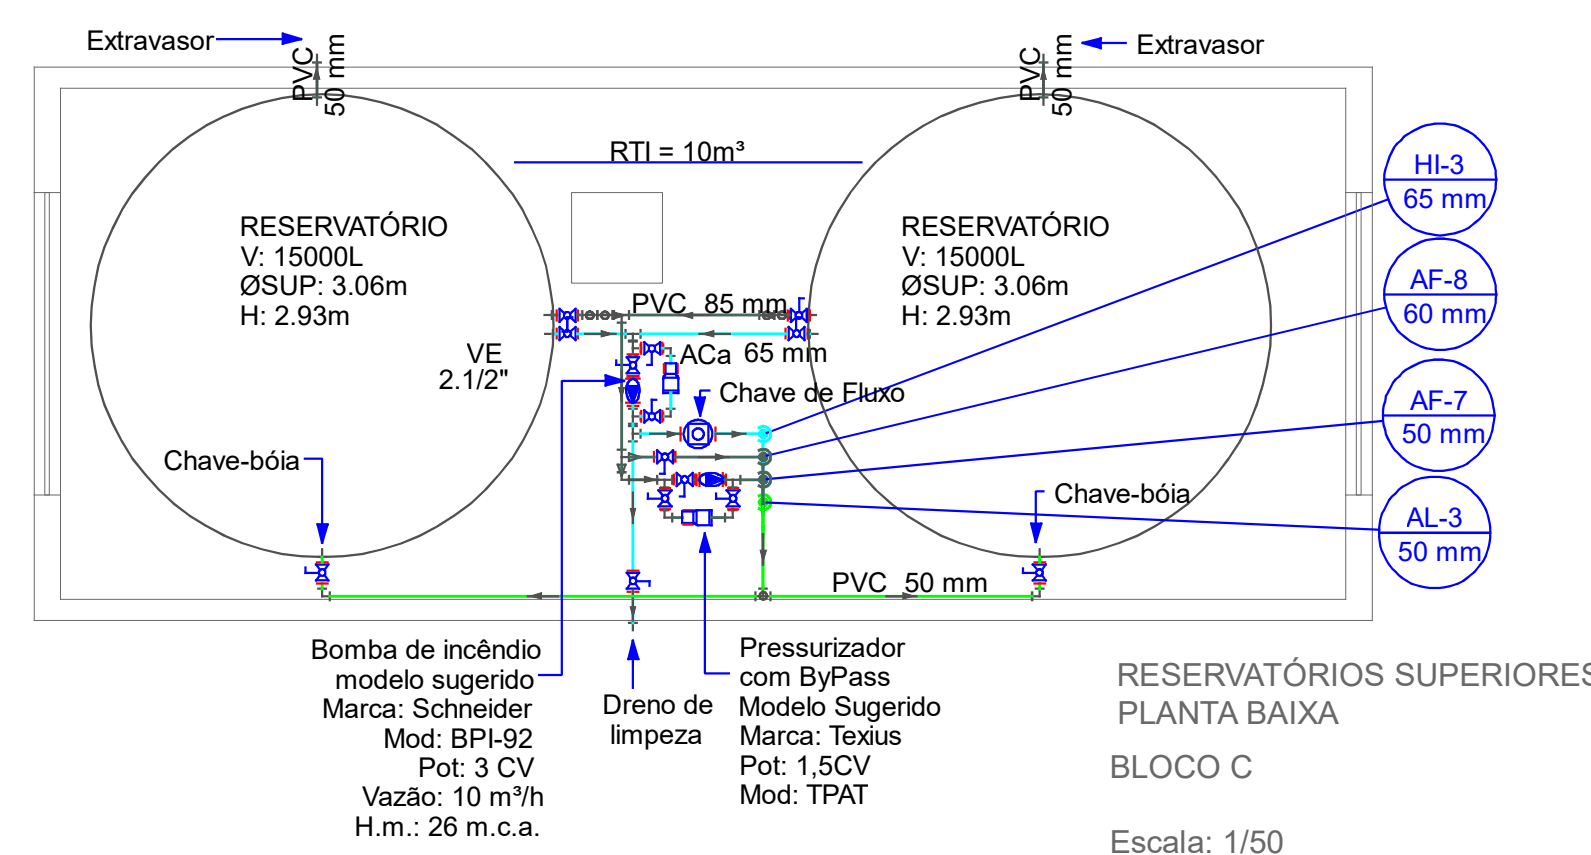 Extravasor
PVC
50 mm
PVC
50 mm
Extravasor
RTI = 10m³
RESERVATÓRIO
V: 15000L
ØSUP: 3.06m
H: 2.93m
RESERVATÓRIO
V: 15000L
ØSUP: 3.06m
H: 2.93m
HI-3
65 mm
AF-8
60 mm
AF-7
50 mm
AL-3
50 mm
PVC 85 mm
VE
2.1/2"
ACa 65 mm
Chave de Fluxo
Chave-bóia
Chave-bóia
PVC 50 mm
Bomba de incêndio
modelo sugerido
Marca: Schneider
Mod: BPI-92
Pot: 3 CV
Vazão: 10 m³/h
H.m.: 26 m.c.a.
Dreno de
limpeza
Pressurizador
com ByPass
Modelo Sugerido
Marca: Texius
Pot: 1,5CV
Mod: TPAT
RESERVATÓRIOS SUPERIORES
PLANTA BAIXA
BLOCO C
Escala: 1/50